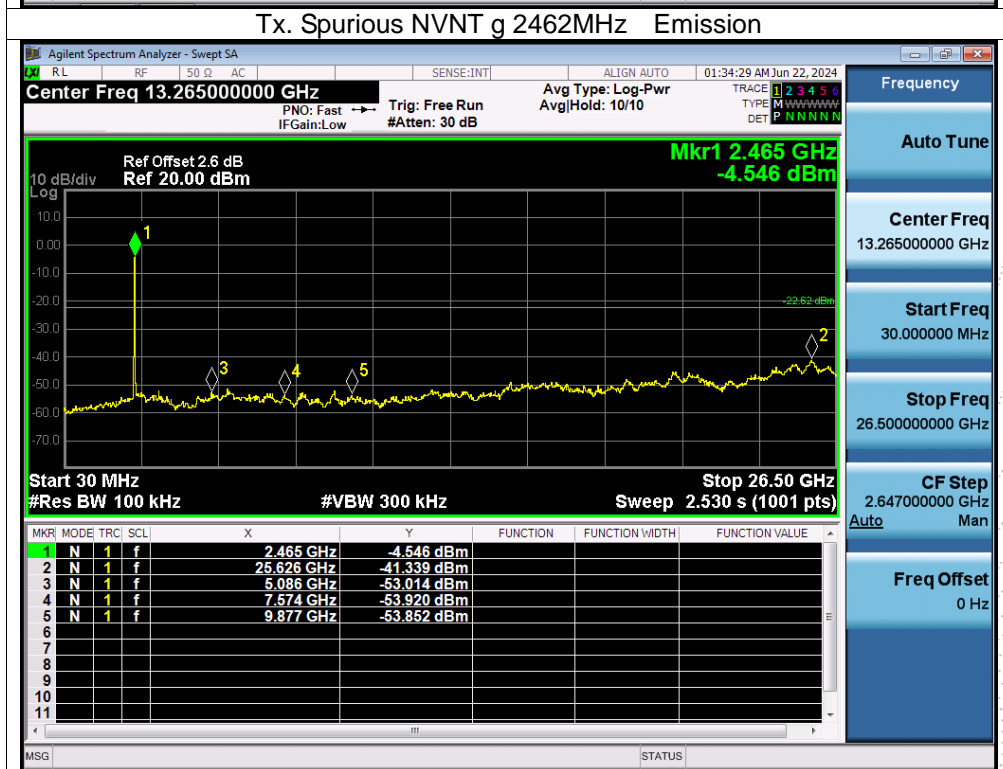 Tx. Spurious NVNT g 2462MHz Emission
Agilent Spectrum Analyzer - Swept SA
LXI RL RF 50 Ω AC SENSE:INT ALIGN AUTO 01:34:29 AM Jun 22, 2024
Center Freq 13.265000000 GHz
PNO: Fast
IFGain:Low
Trig: Free Run
#Atten: 30 dB
Avg Type: Log-Pwr
Avg|Hold: 10/10
TRACE 1 2 3 4 5 6
TYPE M WWWWW
DET P N N N N N
Mkr1 2.465 GHz
-4.546 dBm
Ref Offset 2.6 dB
10 dB/div Ref 20.00 dBm
Log
10.0
0.00
-10.0
-20.0
-30.0
-40.0
-50.0
-60.0
-70.0
1
-22.62 dBm
2
3
4
5
Start 30 MHz Stop 26.50 GHz
#Res BW 100 kHz #VBW 300 kHz Sweep 2.530 s (1001 pts)
MKR MODE TRC SCL X Y FUNCTION FUNCTION WIDTH FUNCTION VALUE
1 N 1 f 2.465 GHz -4.546 dBm
2 N 1 f 25.626 GHz -41.339 dBm
3 N 1 f 5.086 GHz -53.014 dBm
4 N 1 f 7.574 GHz -53.920 dBm
5 N 1 f 9.877 GHz -53.852 dBm
6
7
8
9
10
11
MSG STATUS
Frequency
Auto Tune
Center Freq
13.265000000 GHz
Start Freq
30.000000 MHz
Stop Freq
26.500000000 GHz
CF Step
2.647000000 GHz
Auto Man
Freq Offset
0 Hz